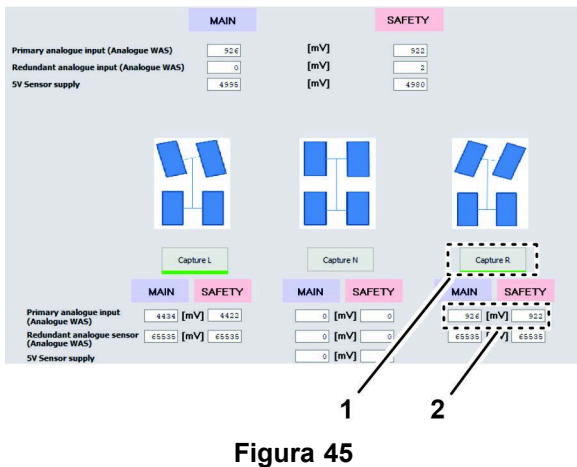 MAIN SAFETY
Primary analogue input (Analogue WAS) 926 [mV] 922
Redundant analogue input (Analogue WAS) 0 [mV] 2
5V Sensor supply 4995 [mV] 4980
Capture L Capture N Capture R
MAIN SAFETY MAIN SAFETY MAIN SAFETY
Primary analogue input
(Analogue WAS) 4434 [mV] 4422 0 [mV] 0 926 [mV] 922
Redundant analogue sensor
(Analogue WAS) 65535 [mV] 65535 0 [mV] 0 65535 [mV] 65535
5V Sensor supply 0 [mV]
1 2
Figura 45